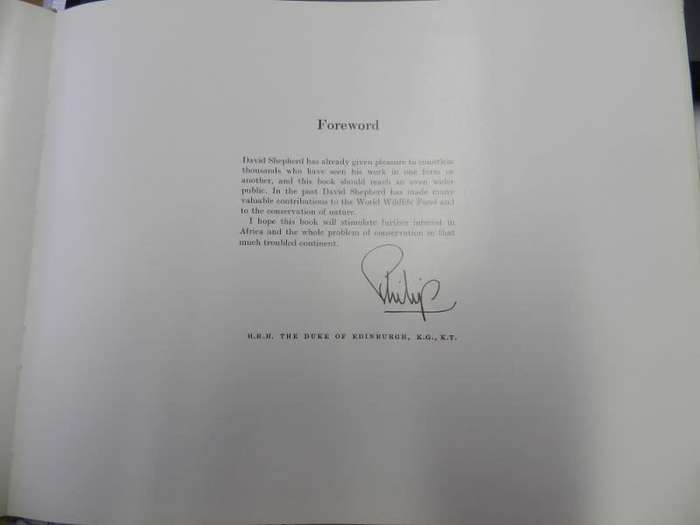 Foreword
David Shepherd has already given pleasure to countless
thousands who have seen his work in one form or
another, and this book should reach an even wider
public. In the past David Shepherd has made many
valuable contributions to the World Wildlife Fund and
to the conservation of nature.
I hope this book will stimulate further interest in
Africa and the whole problem of conservation in that
much troubled continent.
Philip
H.R.H. THE DUKE OF EDINBURGH, K.G., K.T.